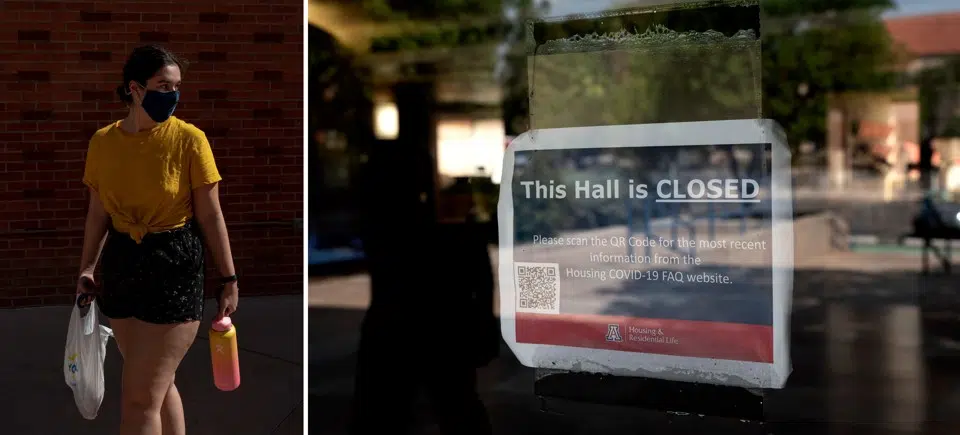 This Hall is CLOSED
Please scan the QR Code for the most recent
information from the
Housing COVID-19 FAQ website.
A
Housing &
Residential Life